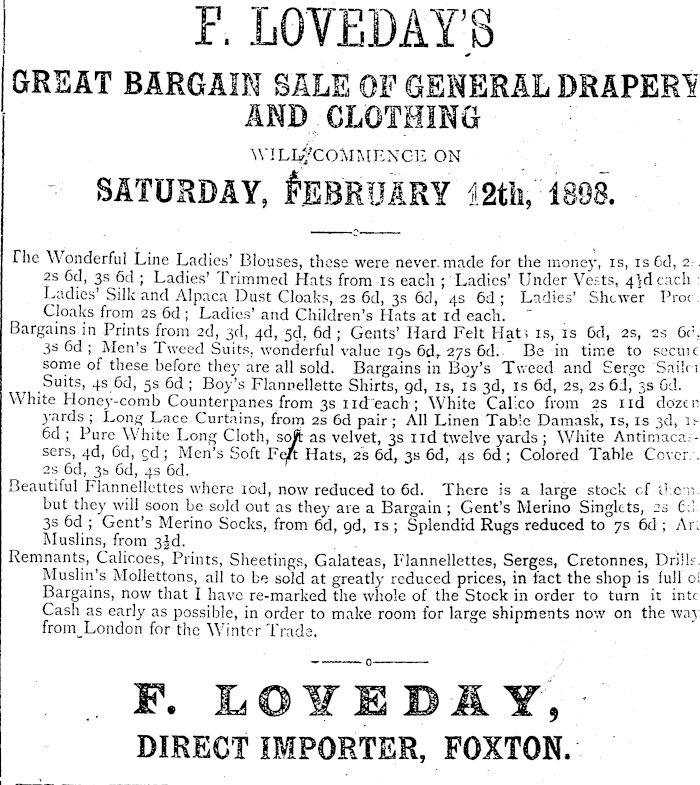 F. LOVEDAY'S
GREAT BARGAIN SALE OF GENERAL DRAPERY
AND CLOTHING
WILL COMMENCE ON
SATURDAY, FEBRUARY 12th, 1898.
The Wonderful Line Ladies' Blouses, these were never made for the money, 1s, 1s 6d, 2s
2s 6d, 3s 6d ; Ladies' Trimmed Hats from 1s each ; Ladies' Under Vests, 4½d each
Ladies' Silk and Alpaca Dust Cloaks, 2s 6d, 3s 6d, 4s 6d ; Ladies' Shower Proo
Cloaks from 2s 6d ; Ladies' and Children's Hats at 1d each.
Bargains in Prints from 2d, 3d, 4d, 5d, 6d ; Gents' Hard Felt Hats 1s, 1s 6d, 2s, 2s 6d,
3s 6d ; Men's Tweed Suits, wonderful value 19s 6d, 27s 6d. Be in time to secure
some of these before they are all sold. Bargains in Boy's Tweed and Serge Sailor
Suits, 4s 6d, 5s 6d ; Boy's Flannellette Shirts, 9d, 1s, 1s 3d, 1s 6d, 2s, 2s 6d, 3s 6d.
White Honey-comb Counterpanes from 3s 11d each ; White Calico from 2s 11d dozen
yards ; Long Lace Curtains, from 2s 6d pair ; All Linen Table Damask, 1s, 1s 3d, 1s
6d ; Pure White Long Cloth, soft as velvet, 3s 11d twelve yards ; White Antimacas-
sers, 4d, 6d, 9d ; Men's Soft Felt Hats, 2s 6d, 3s 6d, 4s 6d ; Colored Table Cover
2s 6d, 3s 6d, 4s 6d.
Beautiful Flannellettes where 10d, now reduced to 6d. There is a large stock of them
but they will soon be sold out as they are a Bargain ; Gent's Merino Singlets, 2s 6d
3s 6d ; Gent's Merino Socks, from 6d, 9d, 1s ; Splendid Rugs reduced to 7s 6d ; Art
Muslins, from 3½d.
Remnants, Calicoes, Prints, Sheetings, Galateas, Flannellettes, Serges, Cretonnes, Drills
Muslin's Mollettons, all to be sold at greatly reduced prices, in fact the shop is full of
Bargains, now that I have re-marked the whole of the Stock in order to turn it into
Cash as early as possible, in order to make room for large shipments now on the way
from London for the Winter Trade.
F. LOVEDAY,
DIRECT IMPORTER, FOXTON.